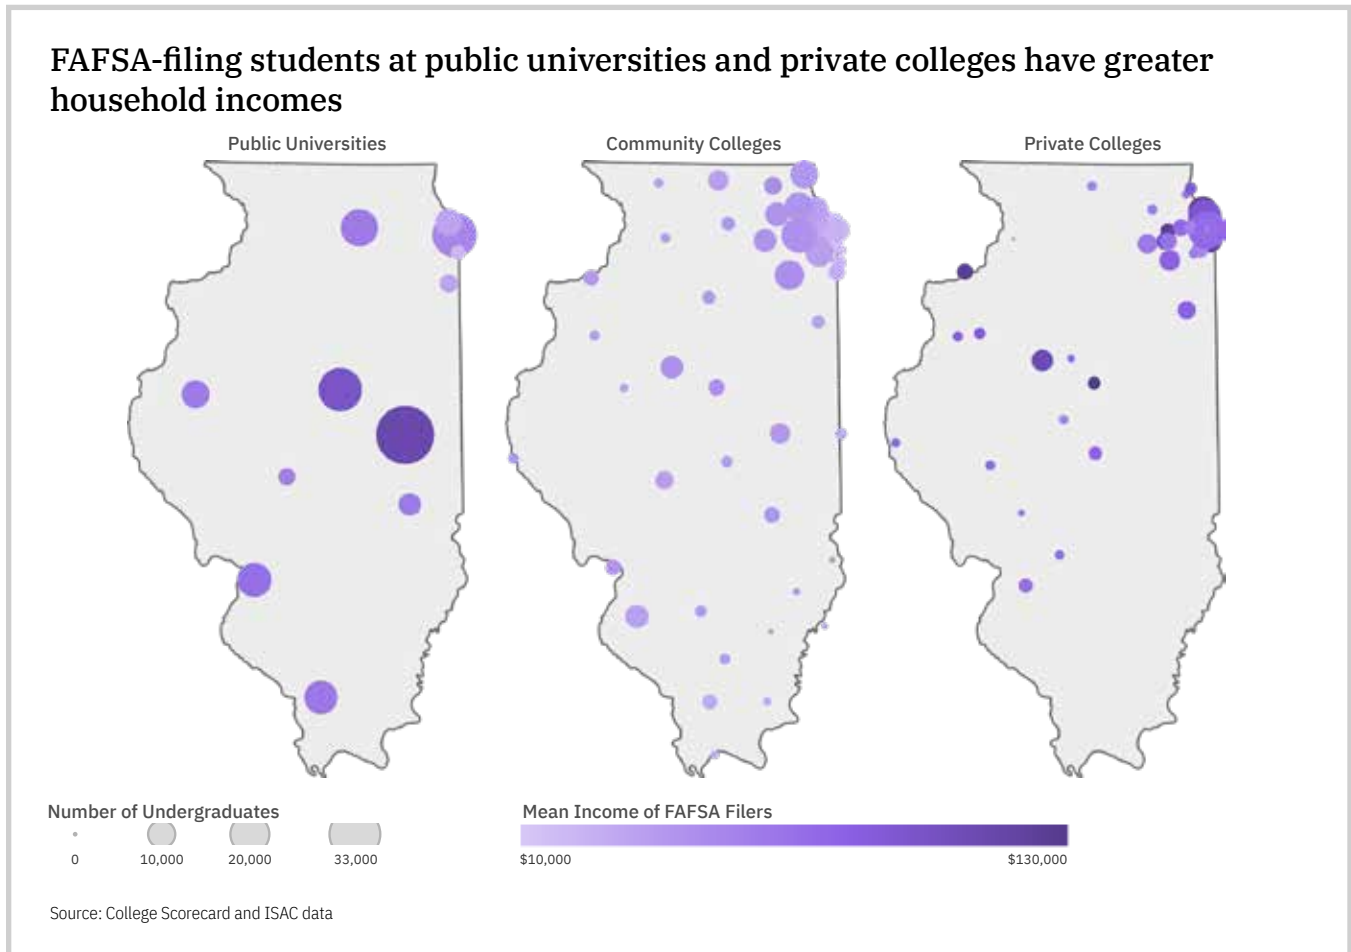 FAFSA-filing students at public universities and private colleges have greater
household incomes
Public Universities
Community Colleges
Private Colleges
Number of Undergraduates
0
10,000
20,000
33,000
Mean Income of FAFSA Filers
$10,000
$130,000
Source: College Scorecard and ISAC data